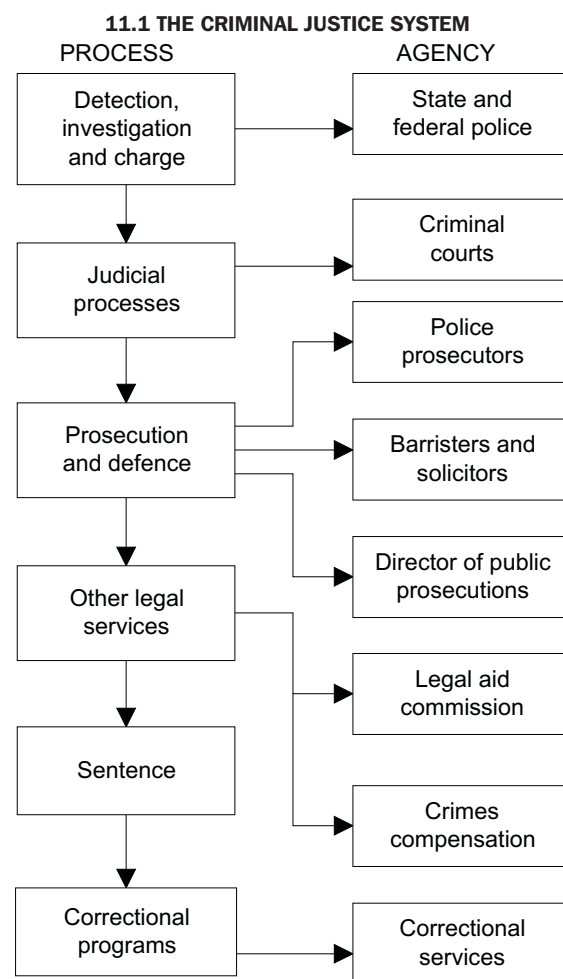 11.1 THE CRIMINAL JUSTICE SYSTEM
PROCESS
AGENCY
Detection,
investigation
and charge
State and
federal police
Judicial
processes
Criminal
courts
Police
prosecutors
Prosecution
and defence
Barristers and
solicitors
Director of public
prosecutions
Other legal
services
Legal aid
commission
Sentence
Crimes
compensation
Correctional
programs
Correctional
services